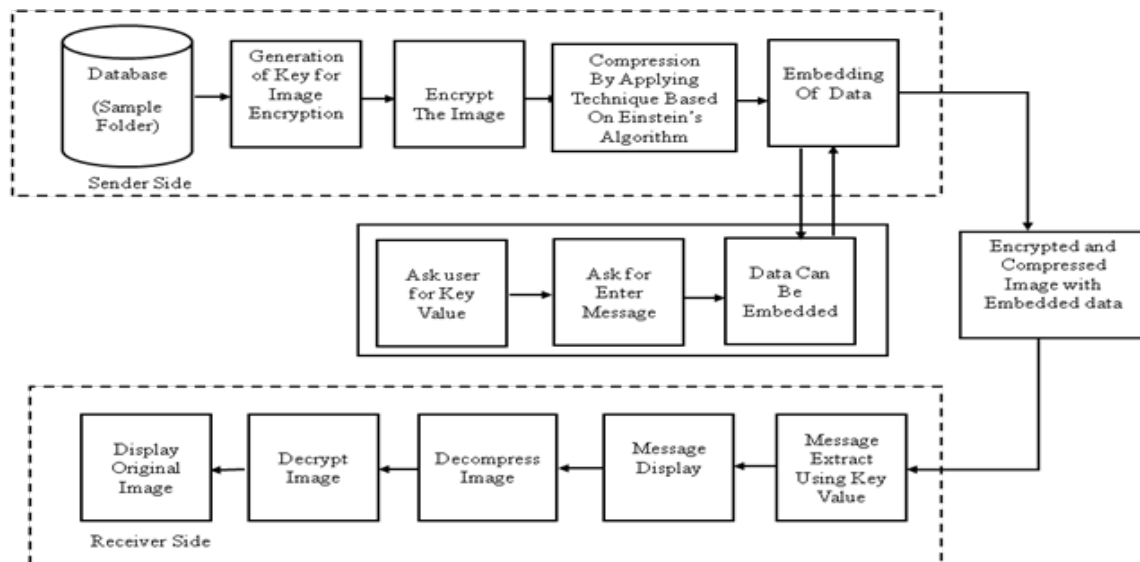 Database
(Sample
Folder)
Generation
of Key for
Image
Encryption
Encrypt
The Image
Compression
By Applying
Technique Based
On Einstein's
Algorithm
Embedding
Of Data
Sender Side
Ask user
for Key
Value
Ask for
Enter
Message
Data Can
Be
Embedded
Encrypted and
Compressed
Image with
Embedded data
Display
Original
Image
Decrypt
Image
Decompress
Image
Message
Display
Message
Extract
Using Key
Value
Receiver Side